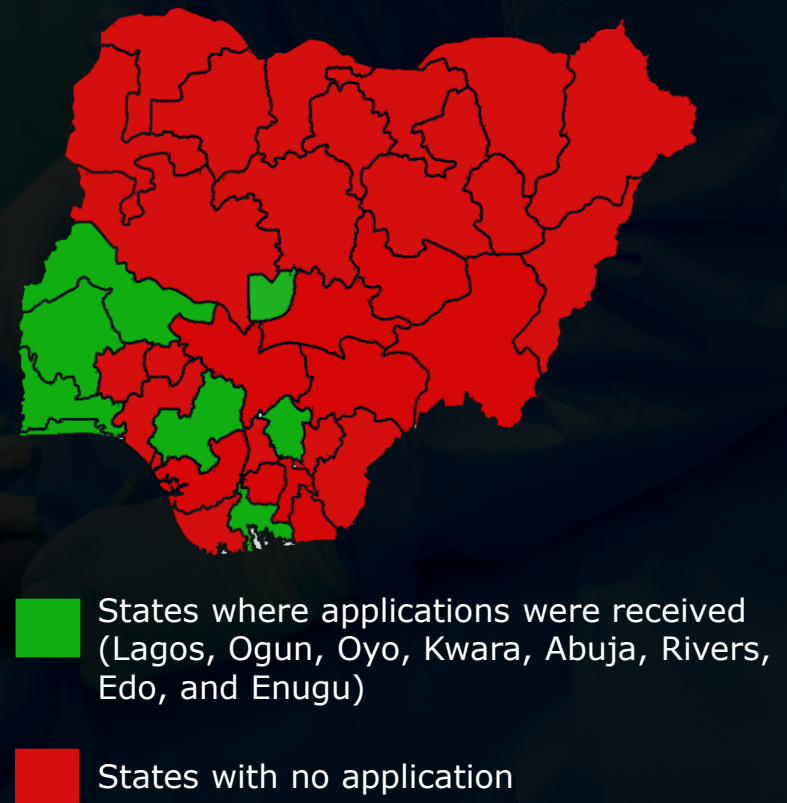 States where applications were received
(Lagos, Ogun, Oyo, Kwara, Abuja, Rivers,
Edo, and Enugu)
States with no application